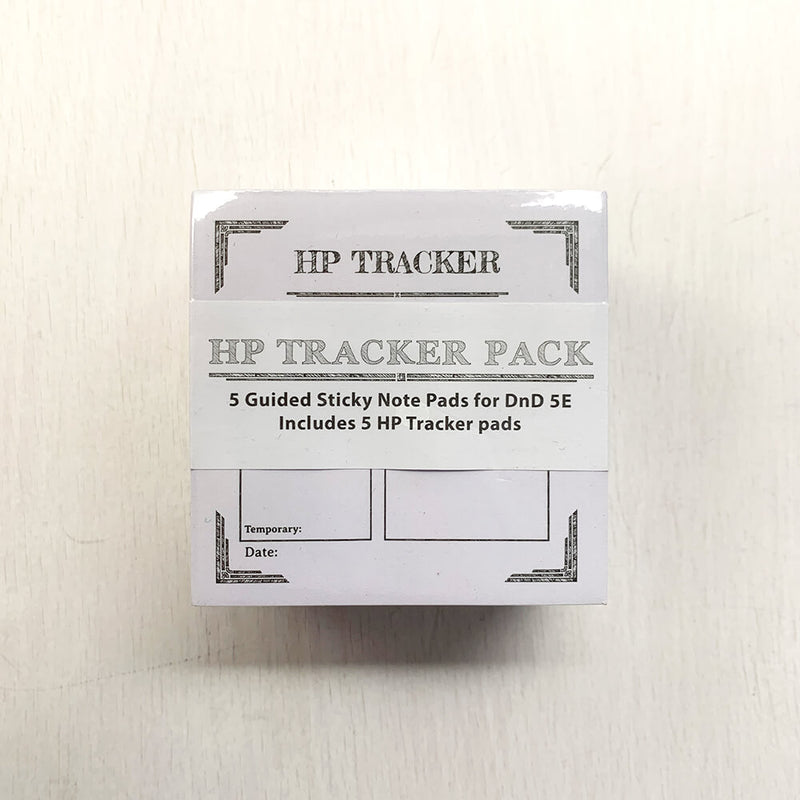 HP TRACKER
HP TRACKER PACK
5 Guided Sticky Note Pads for DnD 5E
Includes 5 HP Tracker pads
Temporary:
Date: